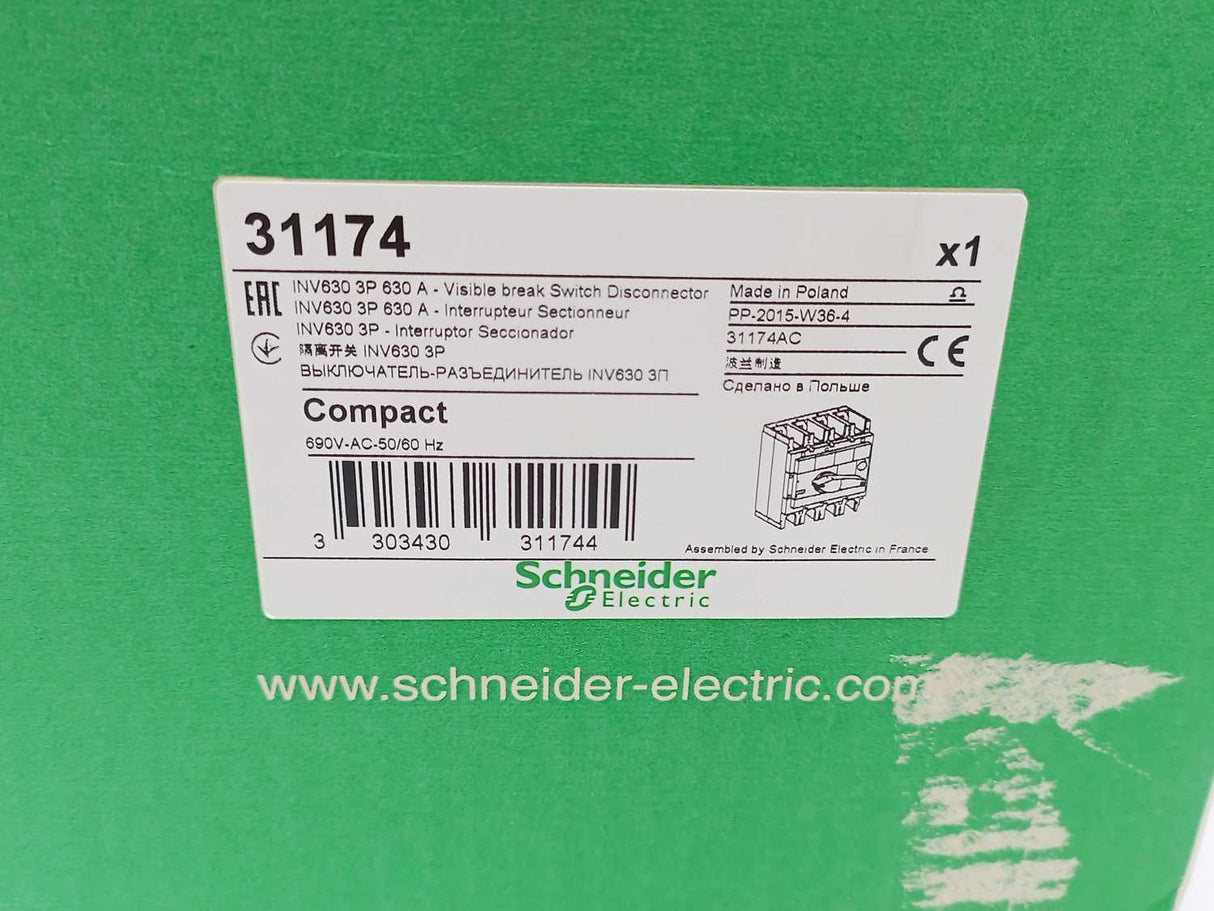 31174
x1
EAC
INV630 3P 630 A - Visible break Switch Disconnector
INV630 3P 630 A - Interrupteur Sectionneur
INV630 3P - Interruptor Seccionador
隔离开关 INV630 3P
ВЫКЛЮЧАТЕЛЬ-РАЗЪЕДИНИТЕЛЬ INV630 3П
Made in Poland
PP-2015-W36-4
31174AC
波兰制造
CE
Сделано в Польше
Compact
690V-AC-50/60 Hz
3 303430 311744
Assembled by Schneider Electric in France
Schneider
Electric
www.schneider-electric.com